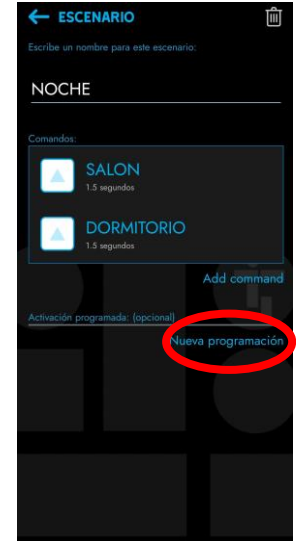 ESCENARIO
Escribe un nombre para este escenario:
NOCHE
Comandos:
SALON
1.5 segundos
DORMITORIO
1.5 segundos
Add command
Activación programada: (opcional)
Nueva programación